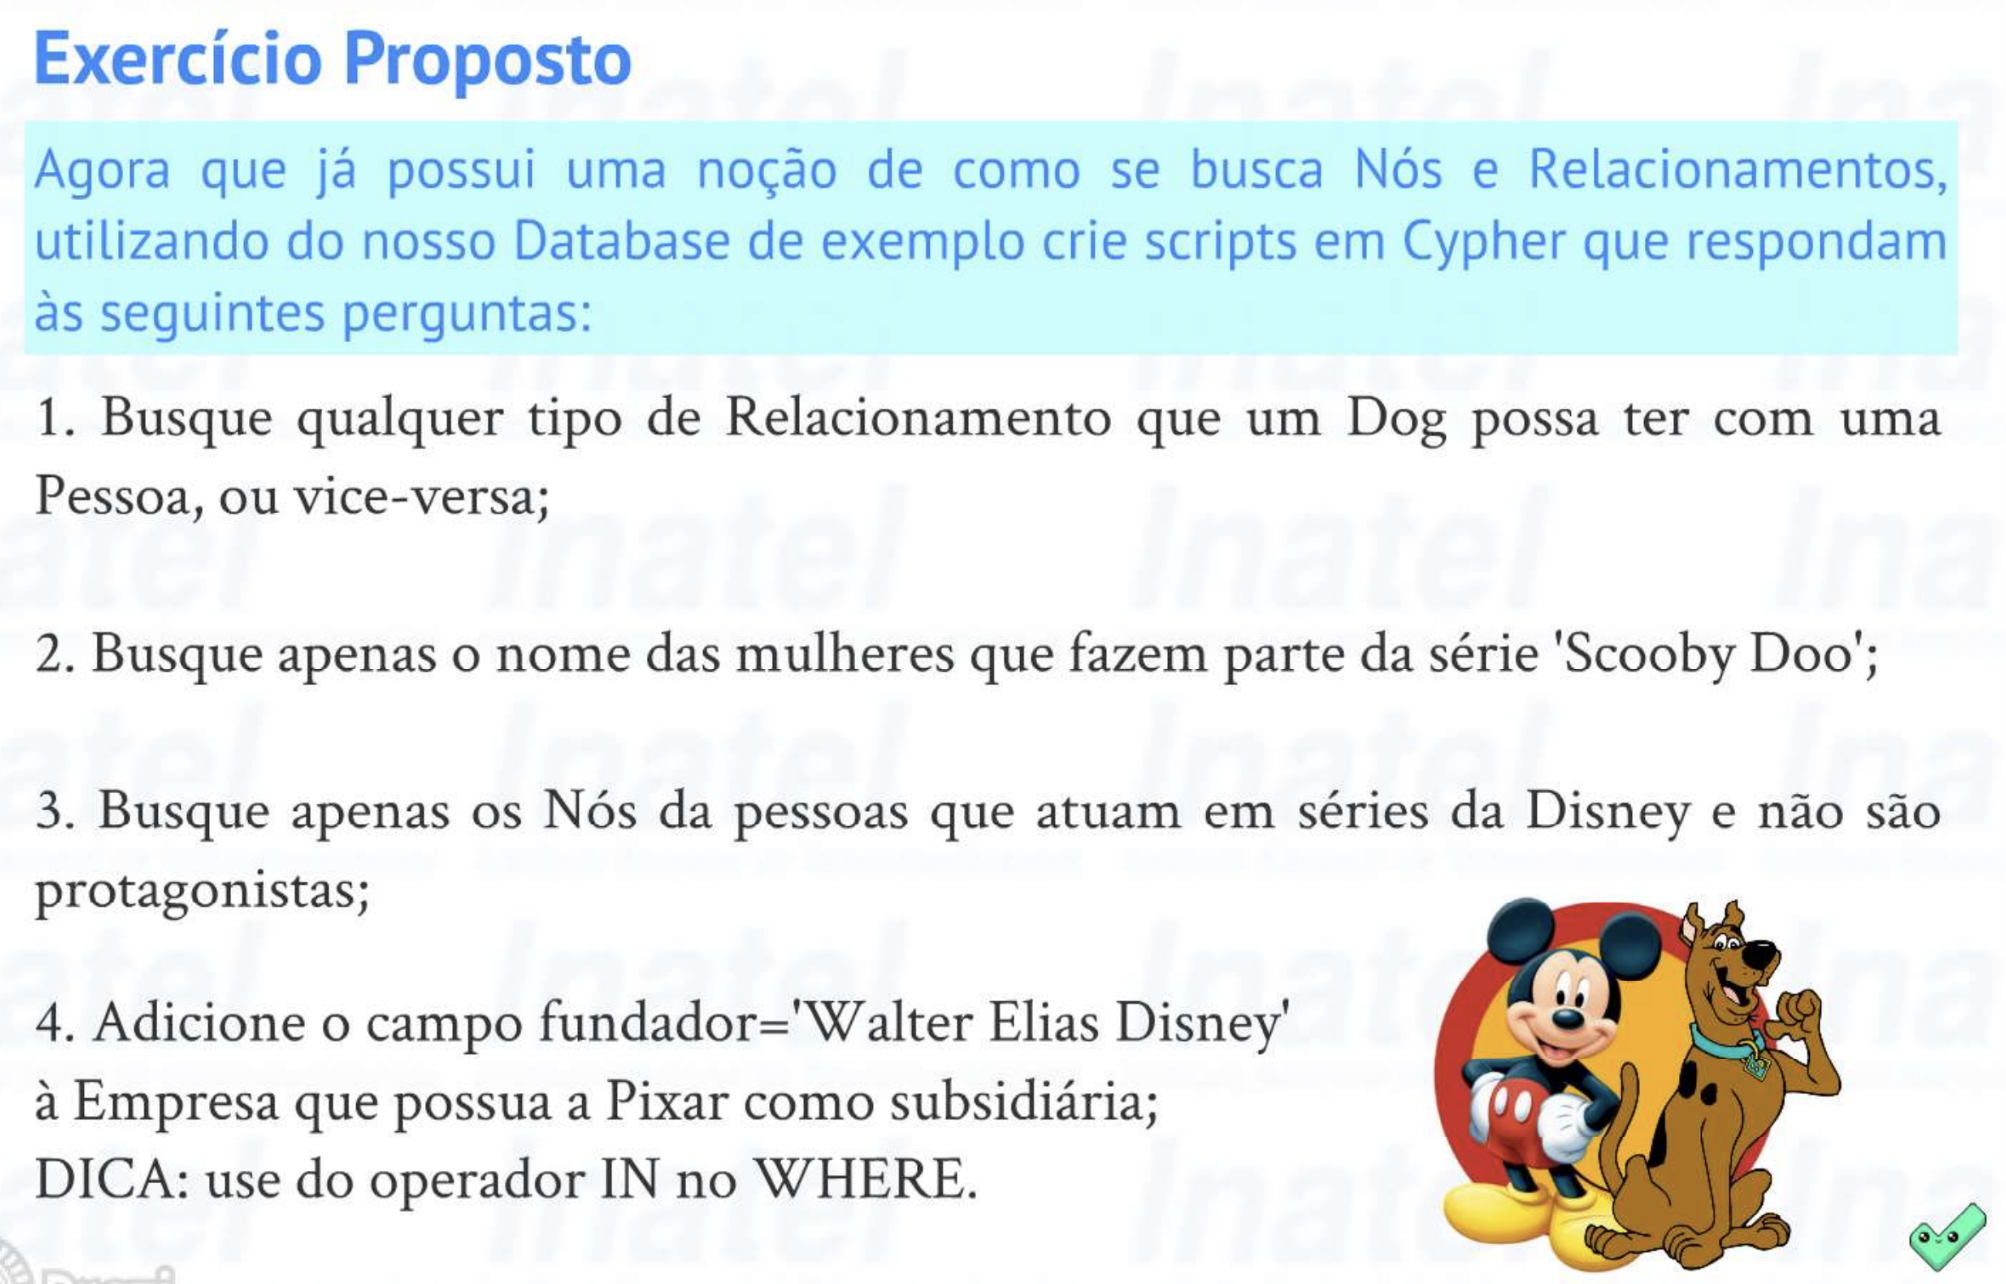 Exercício Proposto
Agora que já possui uma noção de como se busca Nós e Relacionamentos,
utilizando do nosso Database de exemplo crie scripts em Cypher que respondam
às seguintes perguntas:
1. Busque qualquer tipo de Relacionamento que um Dog possa ter com uma
Pessoa, ou vice-versa;
2. Busque apenas o nome das mulheres que fazem parte da série 'Scooby Doo';
3. Busque apenas os Nós da pessoas que atuam em séries da Disney e não são
protagonistas;
4. Adicione o campo fundador='Walter Elias Disney'
à Empresa que possua a Pixar como subsidiária;
DICA: use do operador IN no WHERE.
Inatel